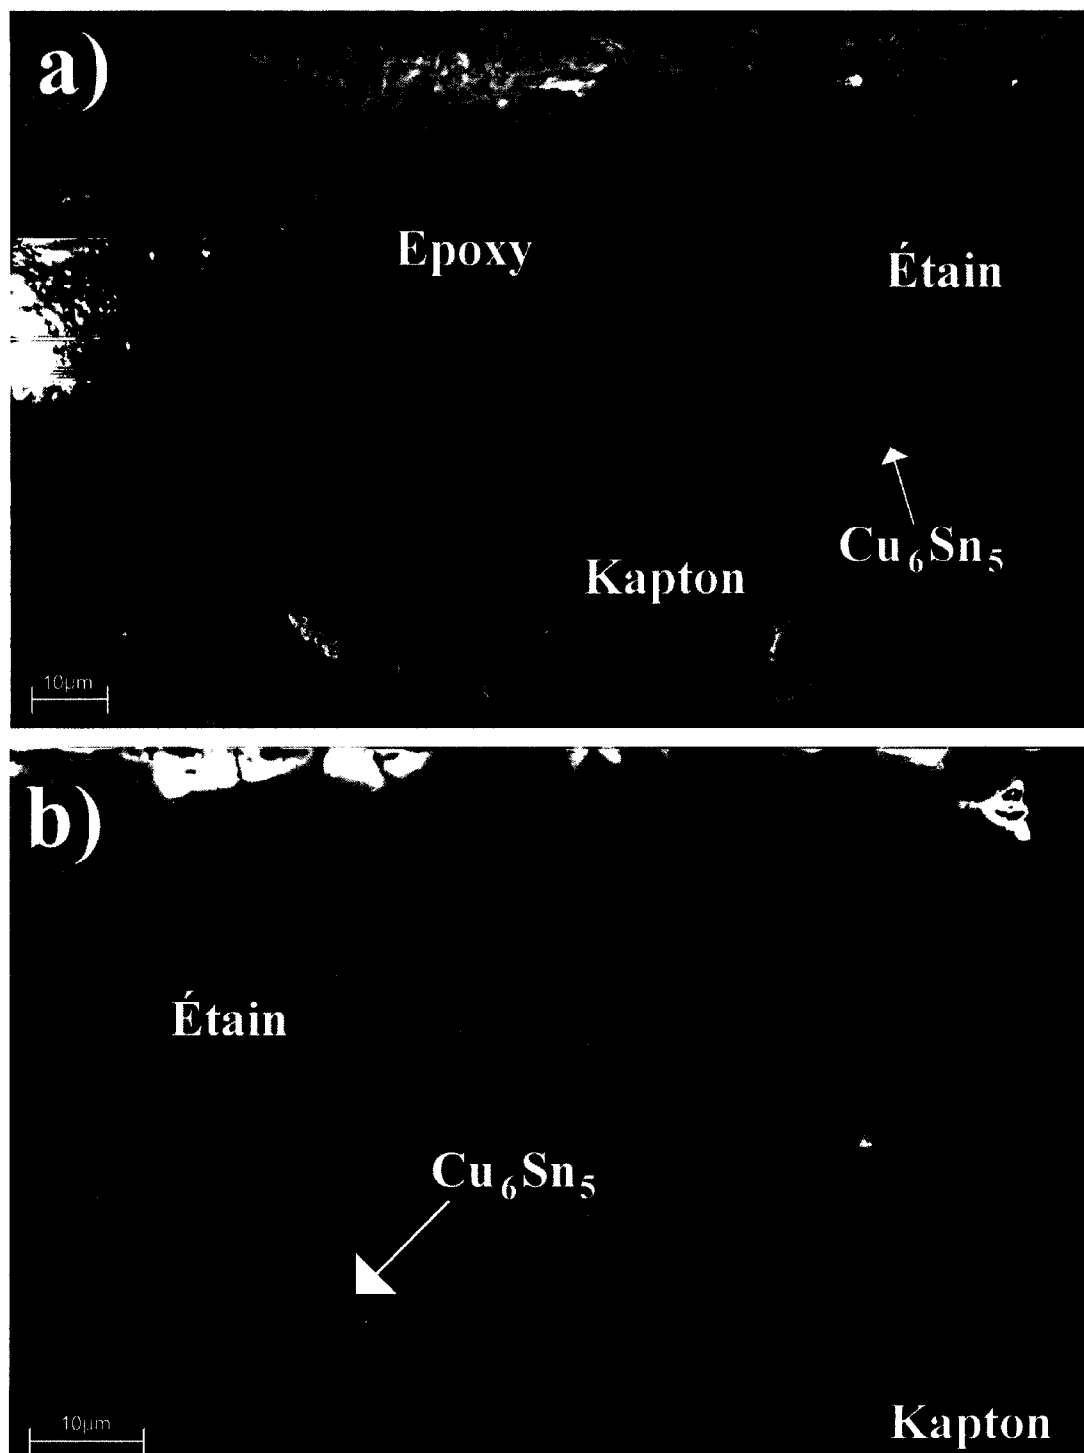 a)
Epoxy
Étain
Cu₆Sn₅
Kapton
10µm
b)
Étain
Cu₆Sn₅
10µm
Kapton